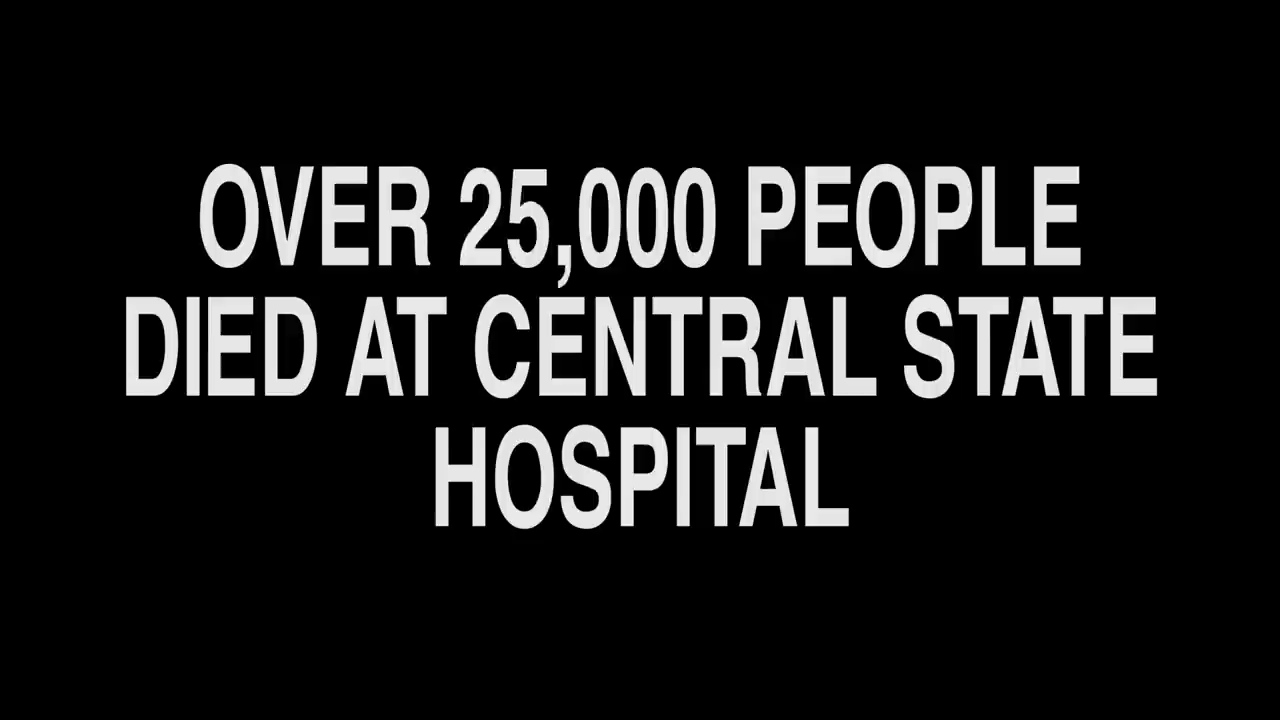 OVER 25,000 PEOPLE
DIED AT CENTRAL STATE
HOSPITAL